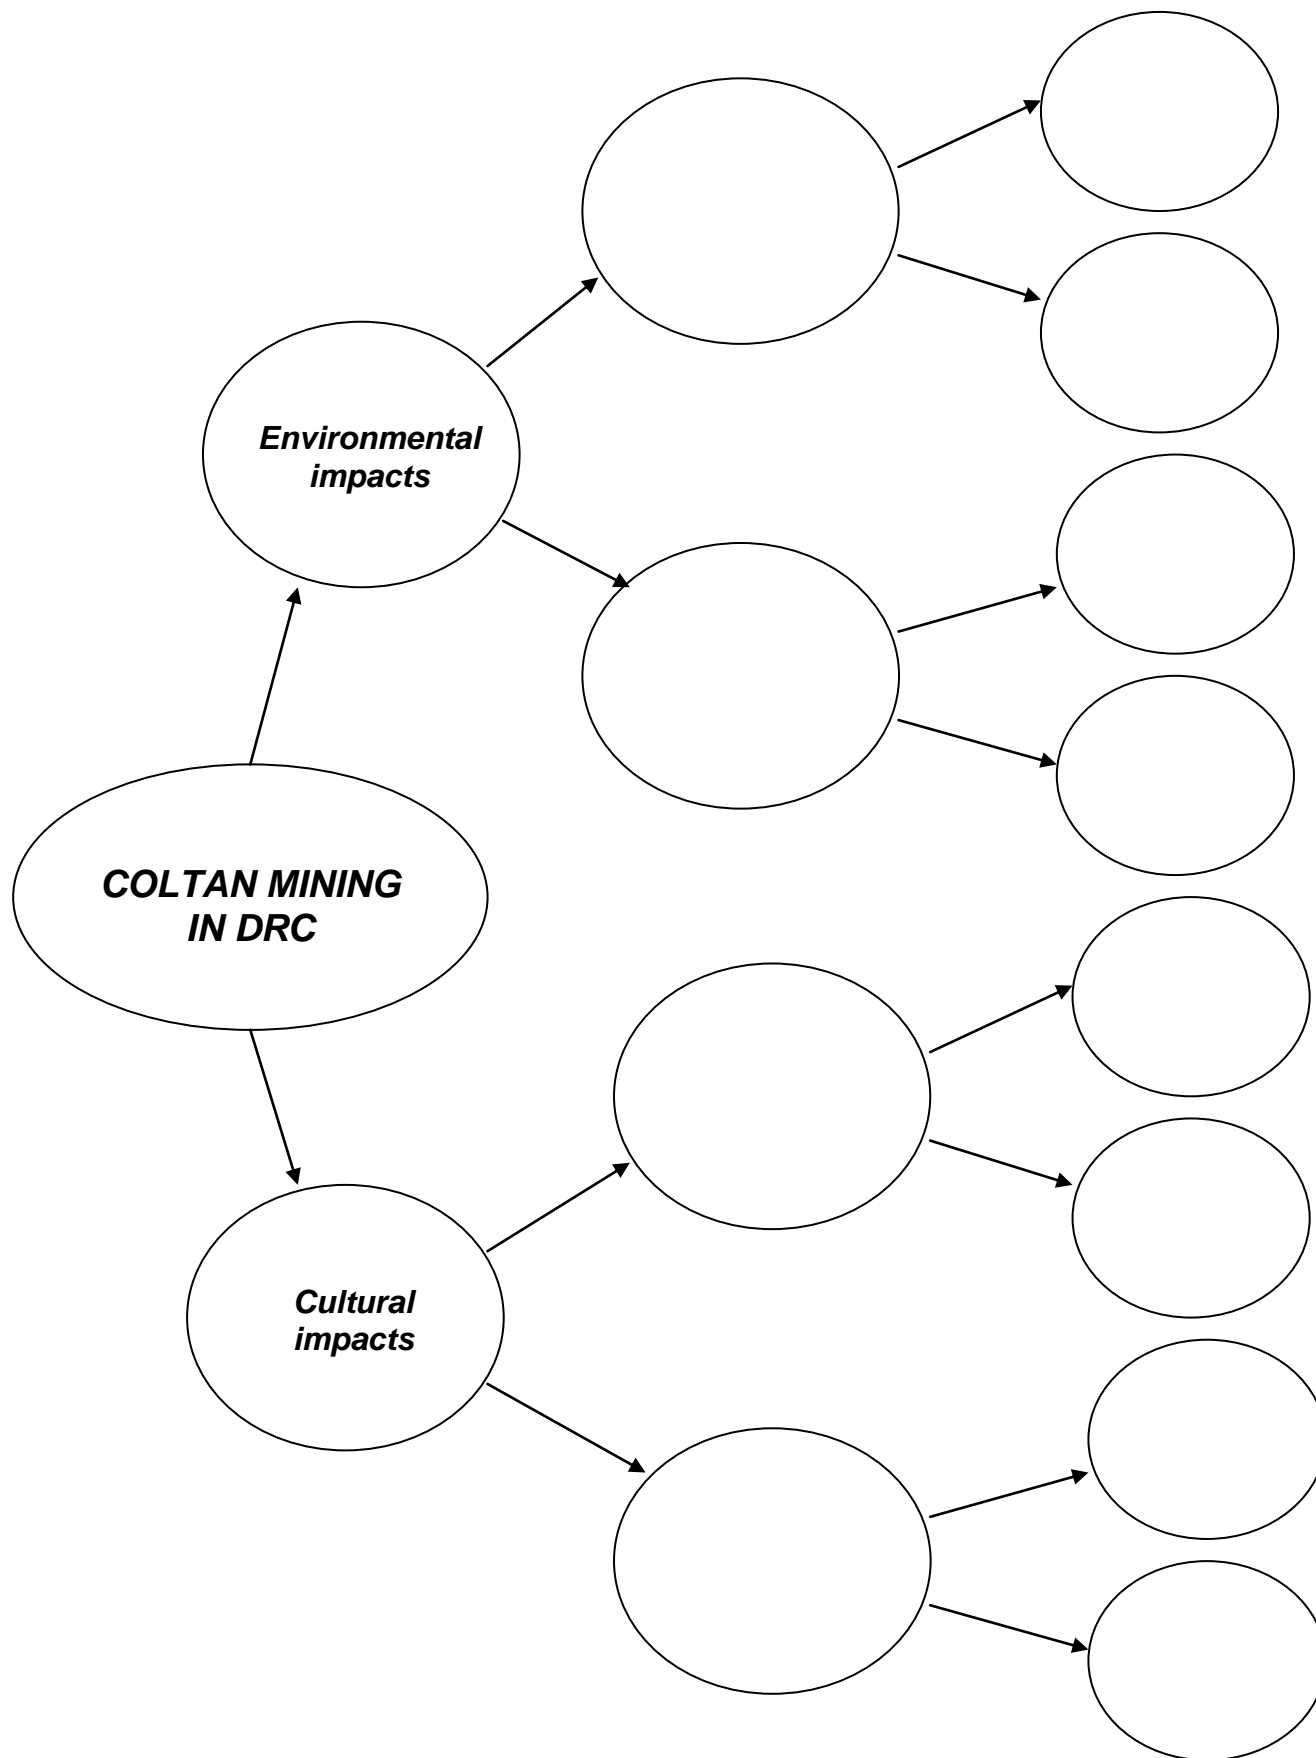 Environmental
impacts
COLTAN MINING
IN DRC
Cultural
impacts